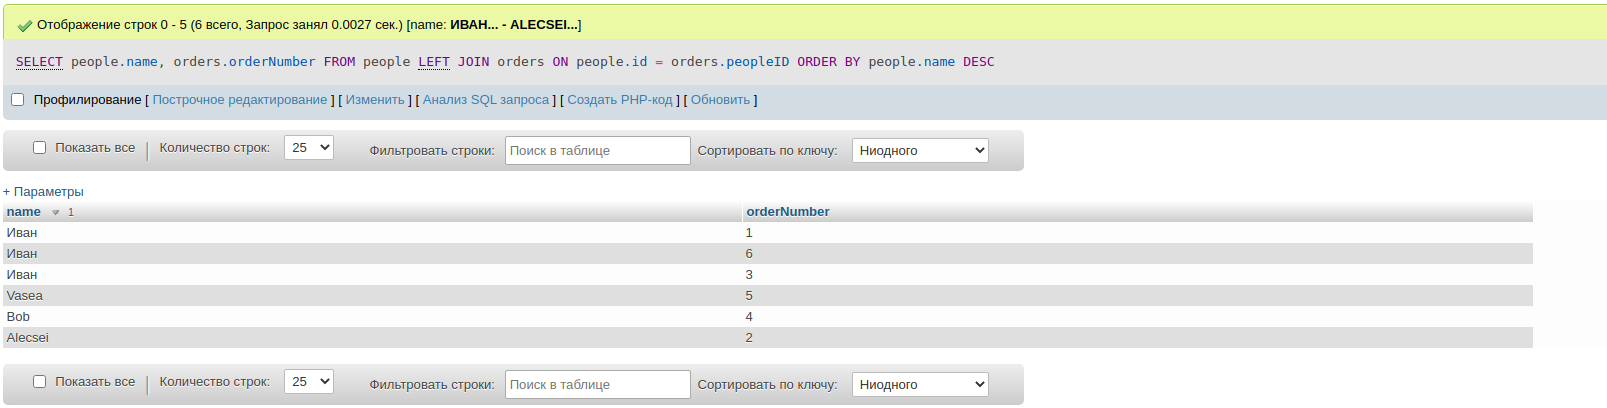 Отображение строк 0 - 5 (6 всего, Запрос занял 0.0027 сек.) [name: ИВАН... - ALECSEI...]
SELECT people.name, orders.orderNumber FROM people LEFT JOIN orders ON people.id = orders.peopleID ORDER BY people.name DESC
Профилирование [ Построчное редактирование ] [ Изменить ] [ Анализ SQL запроса ] [ Создать PHP-код ] [ Обновить ]
Показать все | Количество строк: 25 Фильтровать строки: Поиск в таблице Сортировать по ключу: Ниодного
+ Параметры
name 1 orderNumber
Иван 1
Иван 6
Иван 3
Vasea 5
Bob 4
Alecsei 2
Показать все | Количество строк: 25 Фильтровать строки: Поиск в таблице Сортировать по ключу: Ниодного